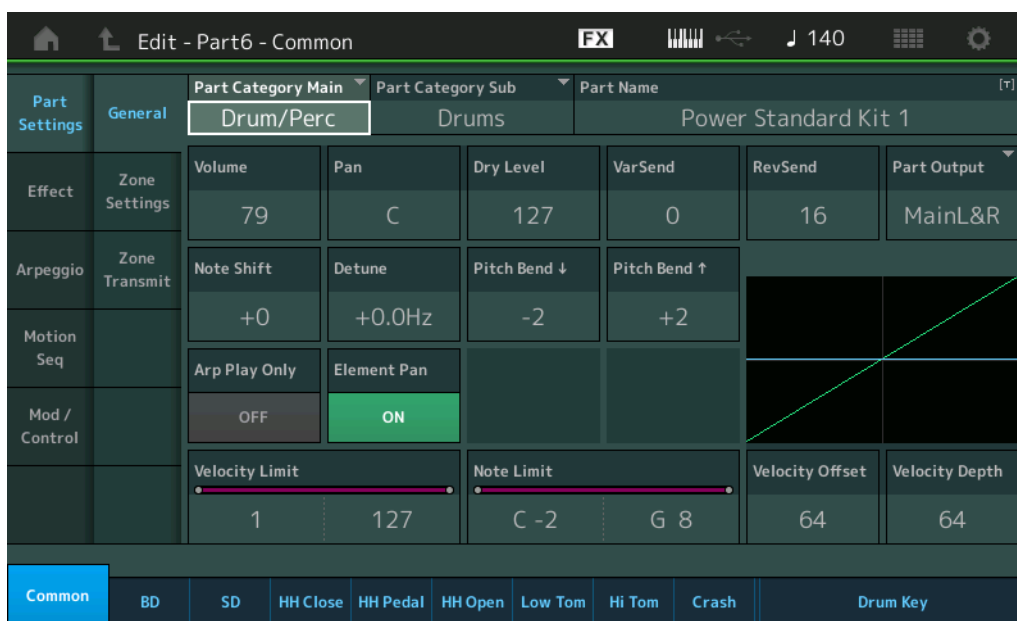 Edit - Part6 - Common
FX
140
Part Settings
General
Part Category Main
Drum/Perc
Part Category Sub
Drums
Part Name
[T]
Power Standard Kit 1
Effect
Zone Settings
Volume
79
Pan
C
Dry Level
127
VarSend
0
RevSend
16
Part Output
MainL&R
Arpeggio
Zone Transmit
Note Shift
+0
Detune
+0.0Hz
Pitch Bend ↓
-2
Pitch Bend ↑
+2
Motion Seq
Arp Play Only
OFF
Element Pan
ON
Mod / Control
Velocity Limit
1
127
Note Limit
C -2
G 8
Velocity Offset
64
Velocity Depth
64
Common
BD
SD
HH Close
HH Pedal
HH Open
Low Tom
Hi Tom
Crash
Drum Key